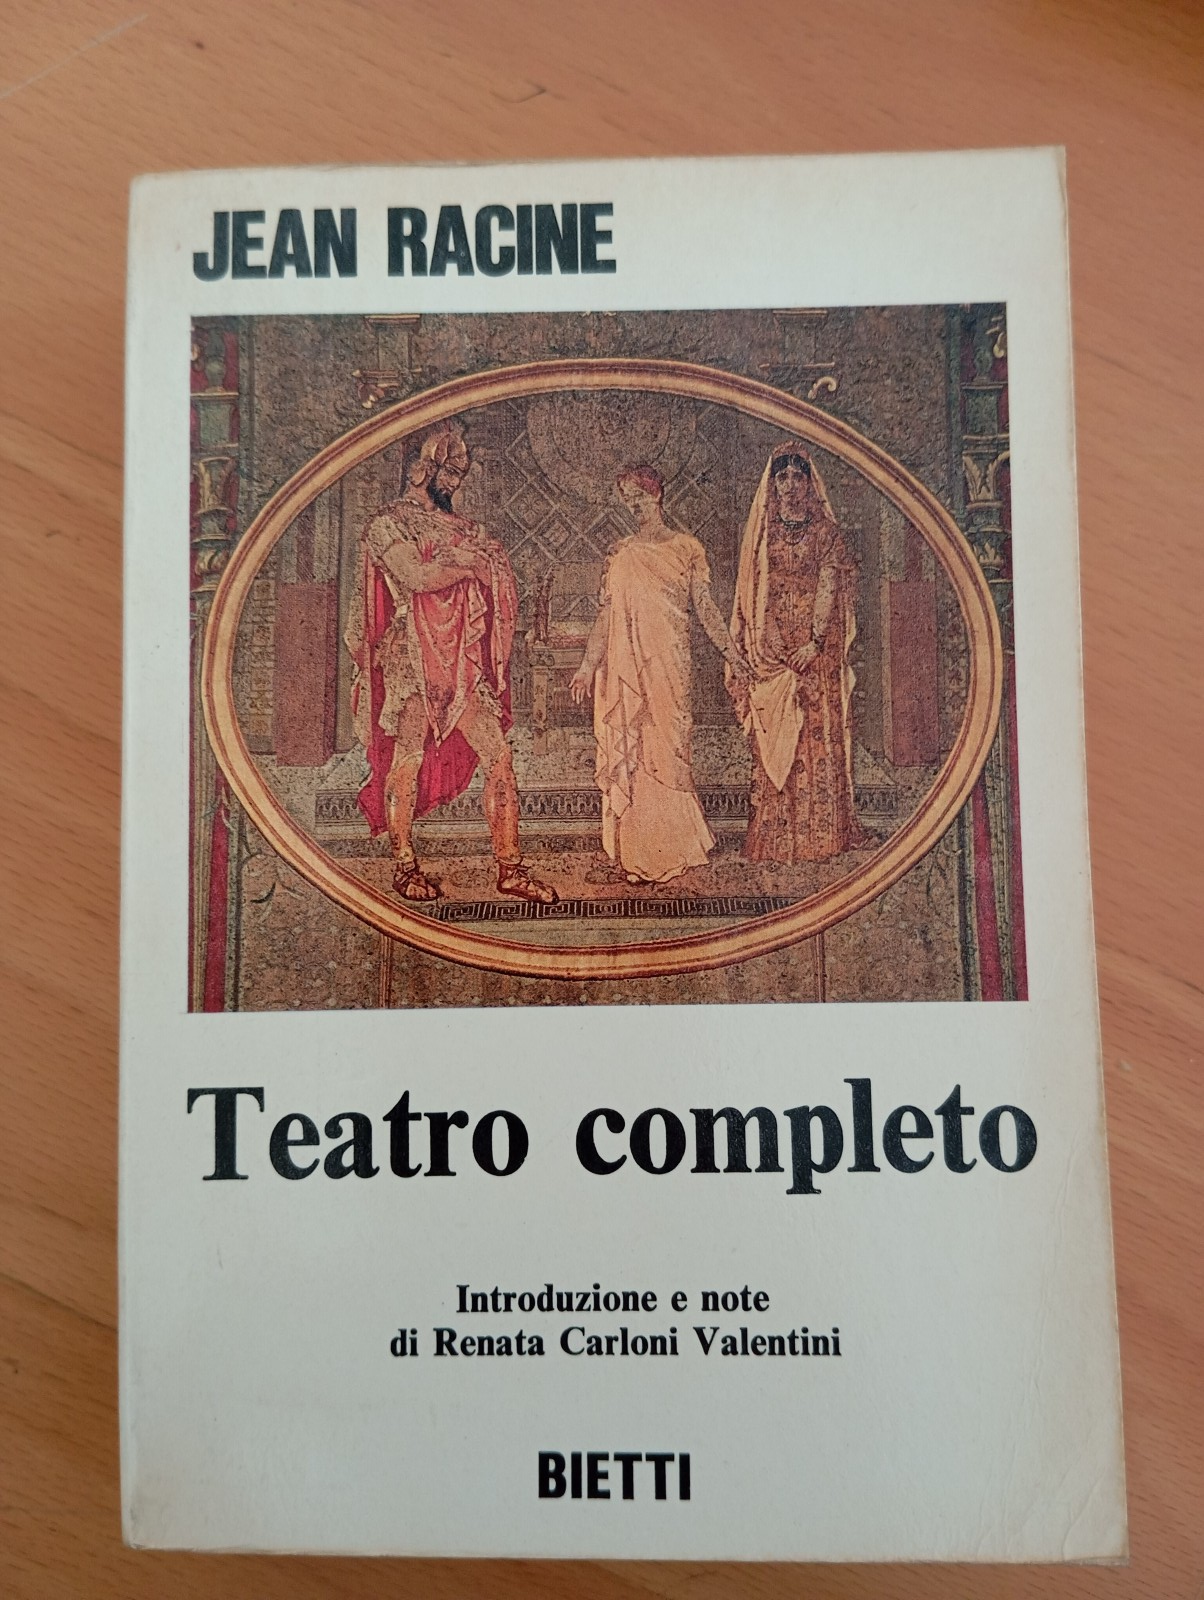 JEAN RACINE
Teatro completo
Introduzione e note
di Renata Carloni Valentini
BIETTI